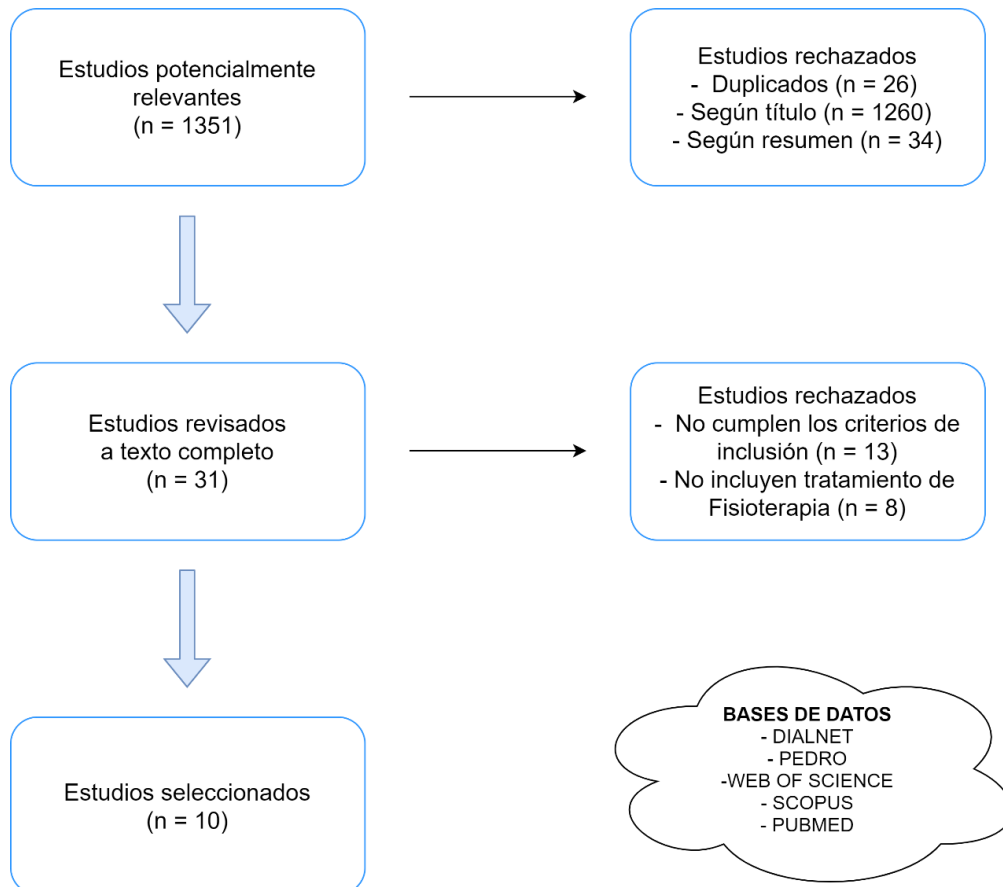 Estudios potencialmente
relevantes
(n = 1351)
Estudios rechazados
- Duplicados (n = 26)
- Según título (n = 1260)
- Según resumen (n = 34)
Estudios revisados
a texto completo
(n = 31)
Estudios rechazados
- No cumplen los criterios de
inclusión (n = 13)
- No incluyen tratamiento de
Fisioterapia (n = 8)
Estudios seleccionados
(n = 10)
BASES DE DATOS
- DIALNET
- PEDRO
-WEB OF SCIENCE
- SCOPUS
- PUBMED